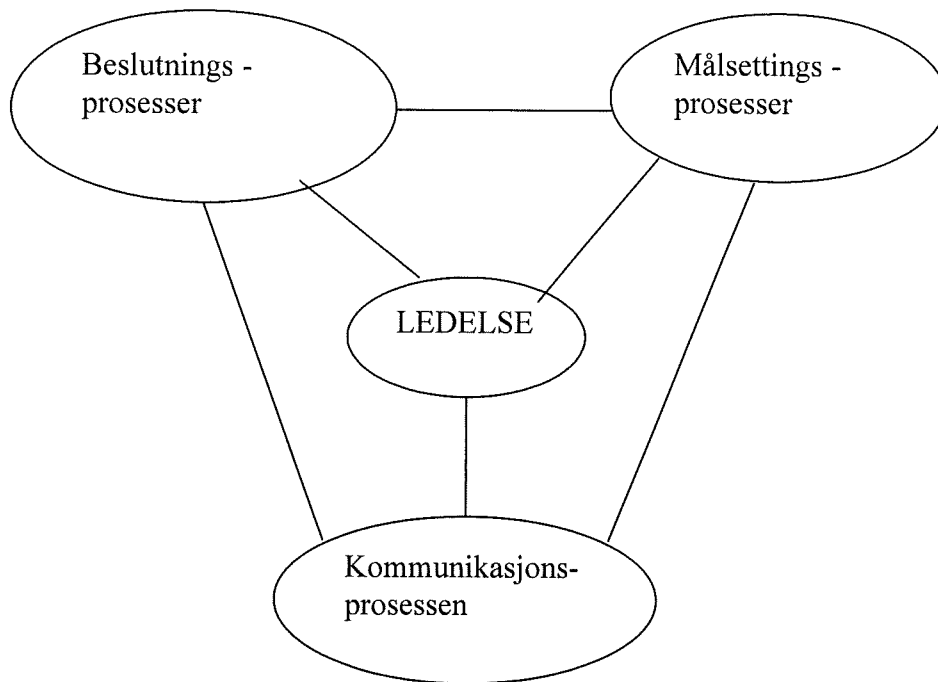 Beslutnings -
prosesser
Målsettings -
prosesser
LEDELSE
Kommunikasjons-
prosessen